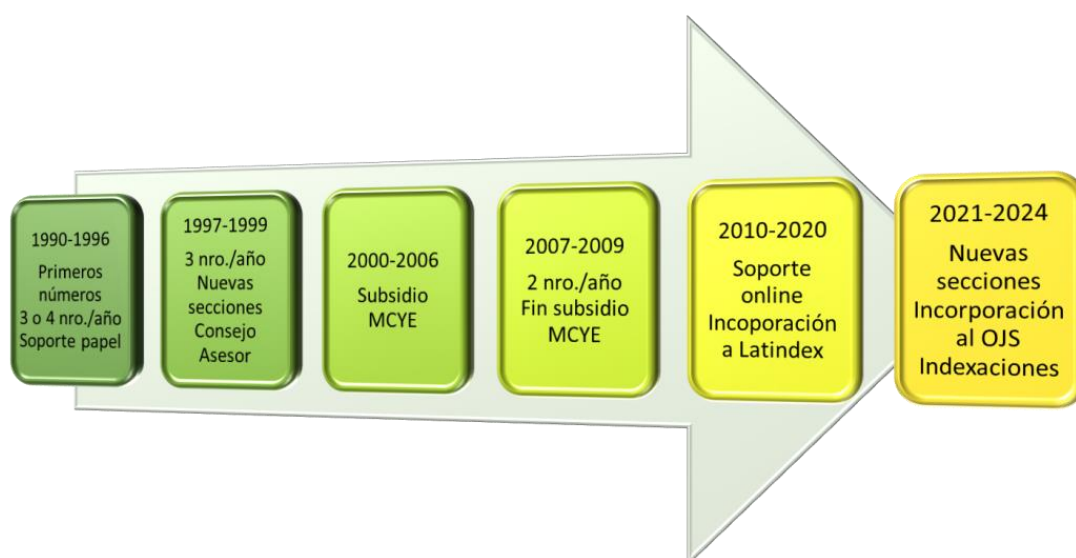 1990-1996
Primeros
números
3 o 4 nro./año
Soporte papel
1997-1999
3 nro./año
Nuevas
secciones
Consejo
Asesor
2000-2006
Subsidio
MCYE
2007-2009
2 nro./año
Fin subsidio
MCYE
2010-2020
Soporte
online
Incoporación
a Latindex
2021-2024
Nuevas
secciones
Incorporación
al OJS
Indexaciones